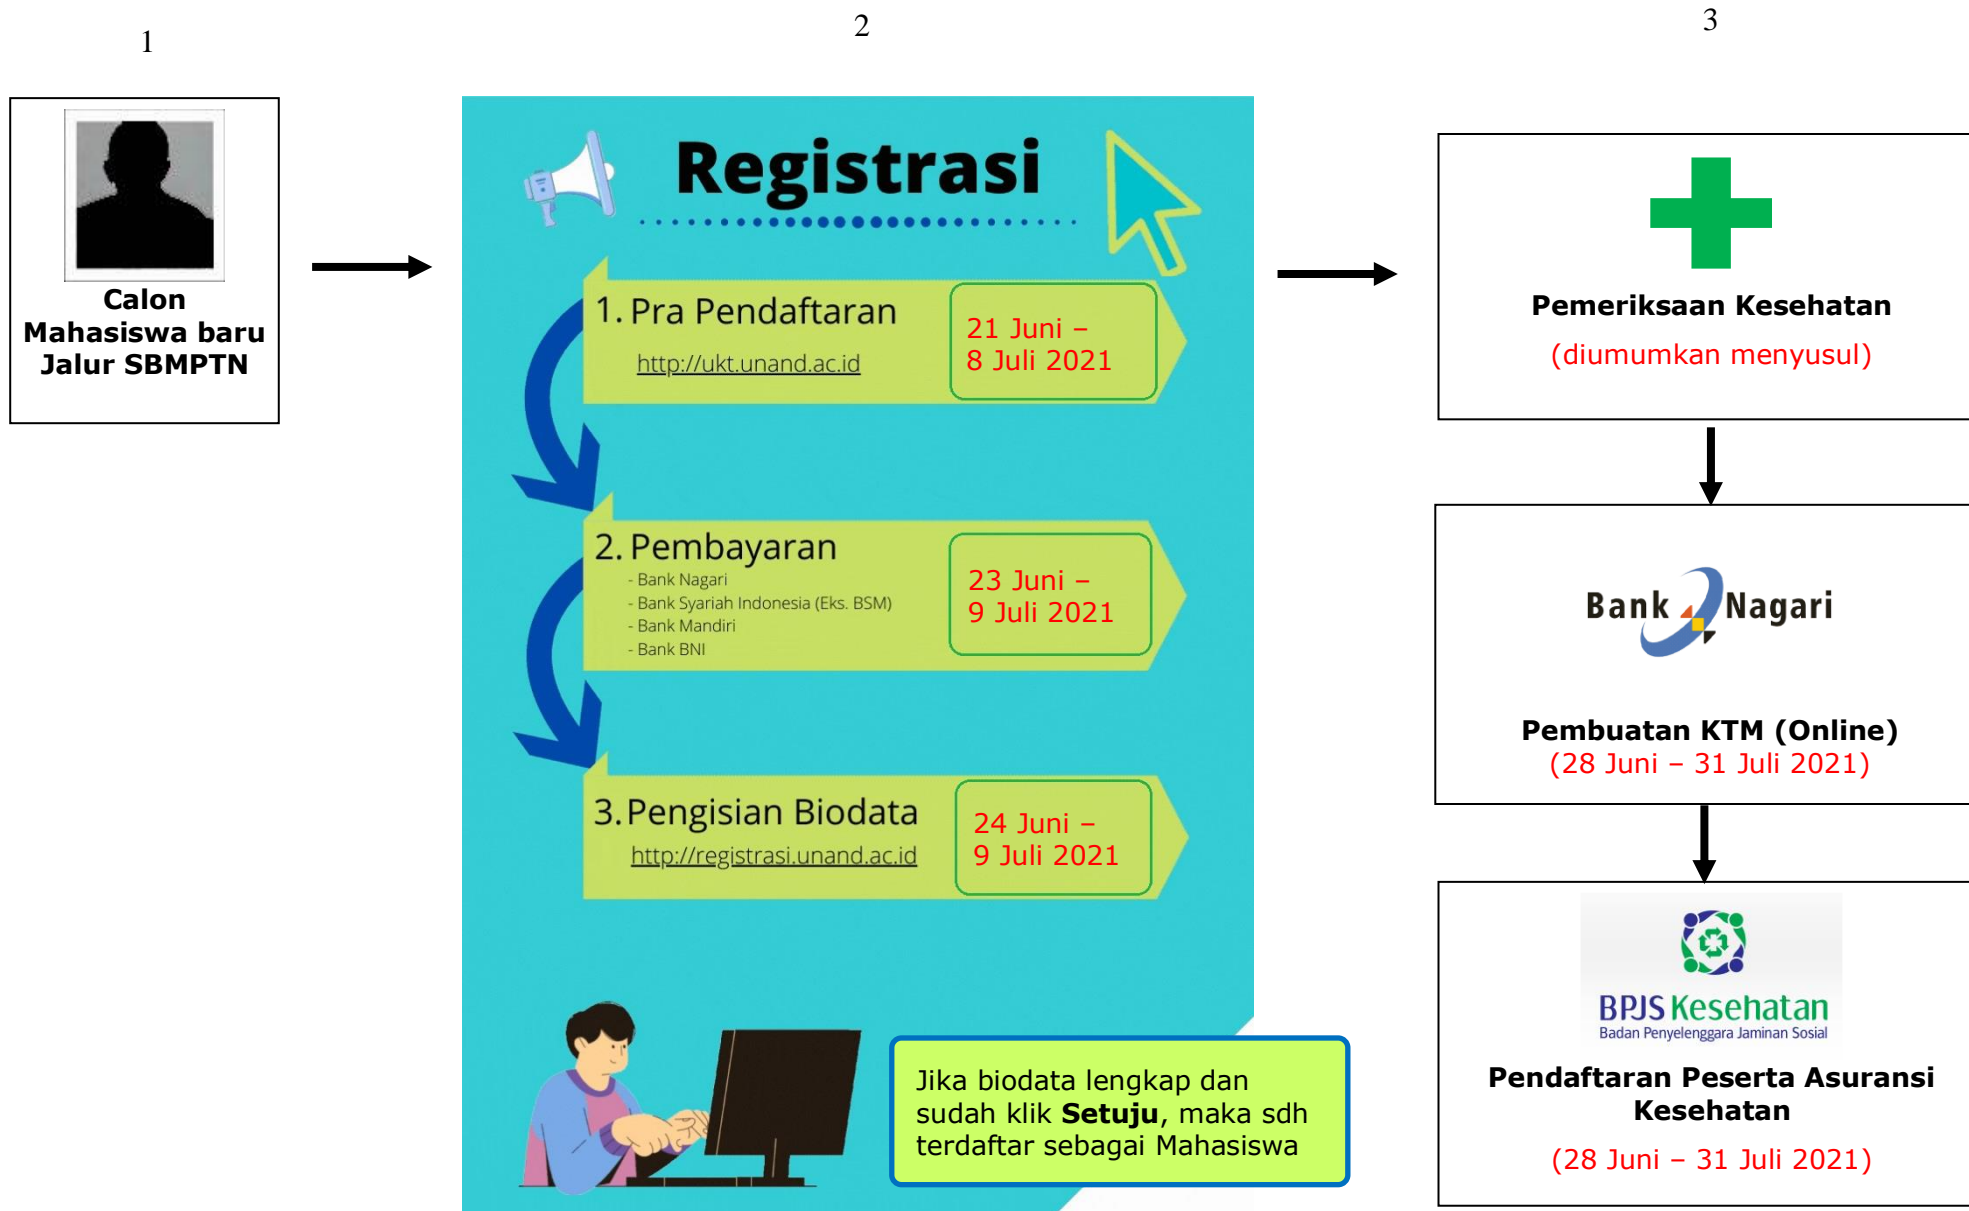 1
2
3
Calon
Mahasiswa baru
Jalur SBMPTN
Registrasi
1. Pra Pendaftaran
http://ukt.unand.ac.id
21 Juni –
8 Juli 2021
2. Pembayaran
- Bank Nagari
- Bank Syariah Indonesia (Eks. BSM)
- Bank Mandiri
- Bank BNI
23 Juni –
9 Juli 2021
3. Pengisian Biodata
http://registrasi.unand.ac.id
24 Juni –
9 Juli 2021
Jika biodata lengkap dan
sudah klik Setuju, maka sdh
terdaftar sebagai Mahasiswa
Pemeriksaan Kesehatan
(diumumkan menyusul)
Bank Nagari
Pembuatan KTM (Online)
(28 Juni – 31 Juli 2021)
BPJS Kesehatan
Badan Penyelenggara Jaminan Sosial
Pendaftaran Peserta Asuransi
Kesehatan
(28 Juni – 31 Juli 2021)